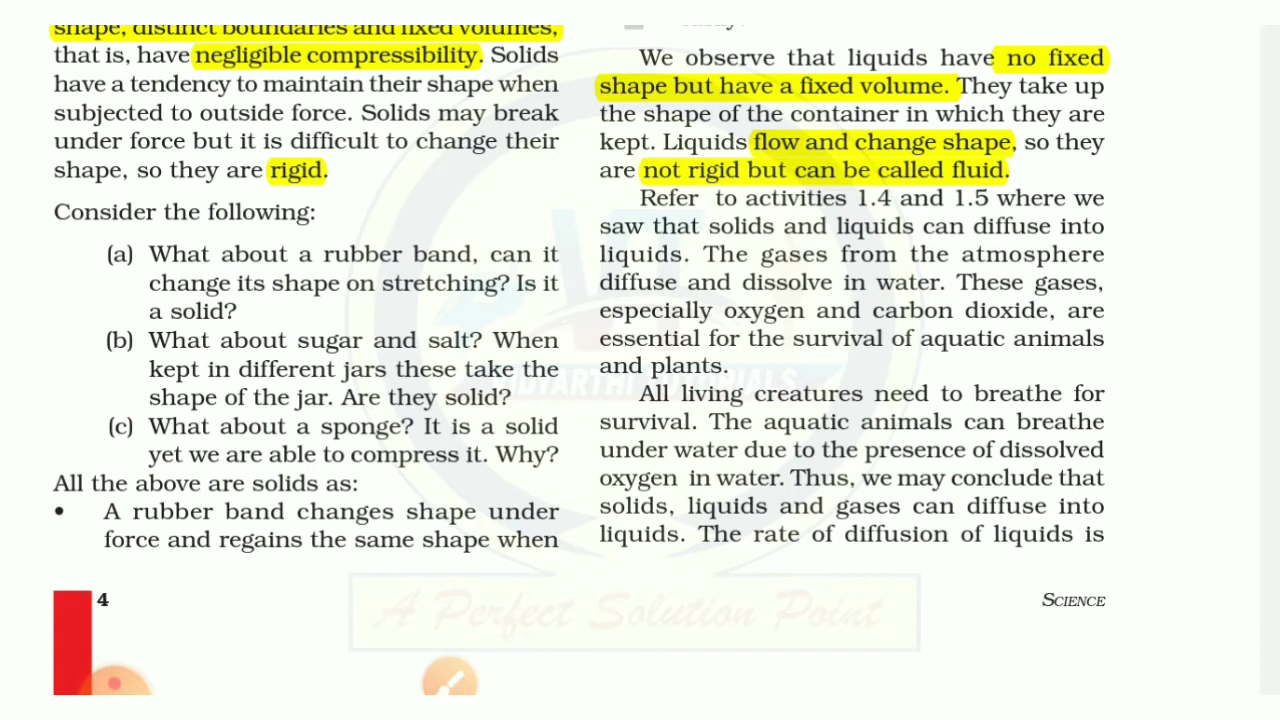 shape, distinct boundaries and fixed volumes,
that is, have negligible compressibility. Solids
have a tendency to maintain their shape when
subjected to outside force. Solids may break
under force but it is difficult to change their
shape, so they are rigid.
Consider the following:
(a) What about a rubber band, can it
change its shape on stretching? Is it
a solid?
(b) What about sugar and salt? When
kept in different jars these take the
shape of the jar. Are they solid?
(c) What about a sponge? It is a solid
yet we are able to compress it. Why?
All the above are solids as:
• A rubber band changes shape under
force and regains the same shape when
We observe that liquids have no fixed
shape but have a fixed volume. They take up
the shape of the container in which they are
kept. Liquids flow and change shape, so they
are not rigid but can be called fluid.
Refer to activities 1.4 and 1.5 where we
saw that solids and liquids can diffuse into
liquids. The gases from the atmosphere
diffuse and dissolve in water. These gases,
especially oxygen and carbon dioxide, are
essential for the survival of aquatic animals
and plants.
All living creatures need to breathe for
survival. The aquatic animals can breathe
under water due to the presence of dissolved
oxygen in water. Thus, we may conclude that
solids, liquids and gases can diffuse into
liquids. The rate of diffusion of liquids is
VIDYARTHI TUTORIALS
A Perfect Solution Point
4
SCIENCE